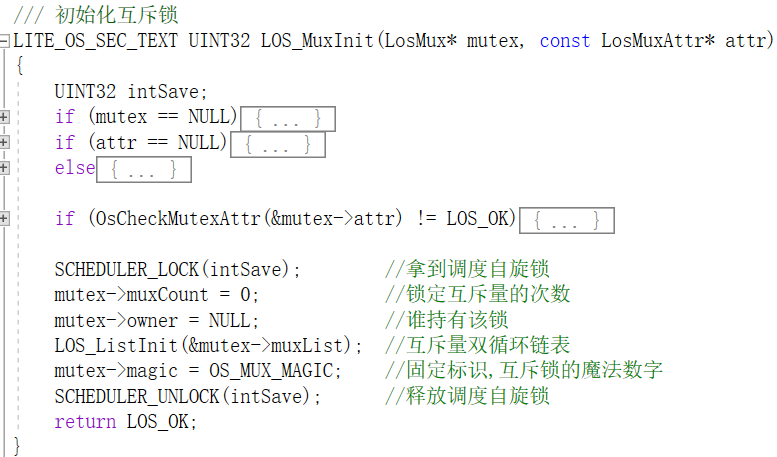 /// 初始化互斥锁
LITE_OS_SEC_TEXT UINT32 LOS_MuxInit(LosMux* mutex, const LosMuxAttr* attr)
{
UINT32 intSave;
if (mutex == NULL) { ... }
if (attr == NULL) { ... }
else { ... }
if (OsCheckMutexAttr(&mutex->attr) != LOS_OK) { ... }
SCHEDULER_LOCK(intSave); //拿到调度自旋锁
mutex->muxCount = 0; //锁定互斥量的次数
mutex->owner = NULL; //谁持有该锁
LOS_ListInit(&mutex->muxList); //互斥量双循环链表
mutex->magic = OS_MUX_MAGIC; //固定标识,互斥锁的魔法数字
SCHEDULER_UNLOCK(intSave); //释放调度自旋锁
return LOS_OK;
}